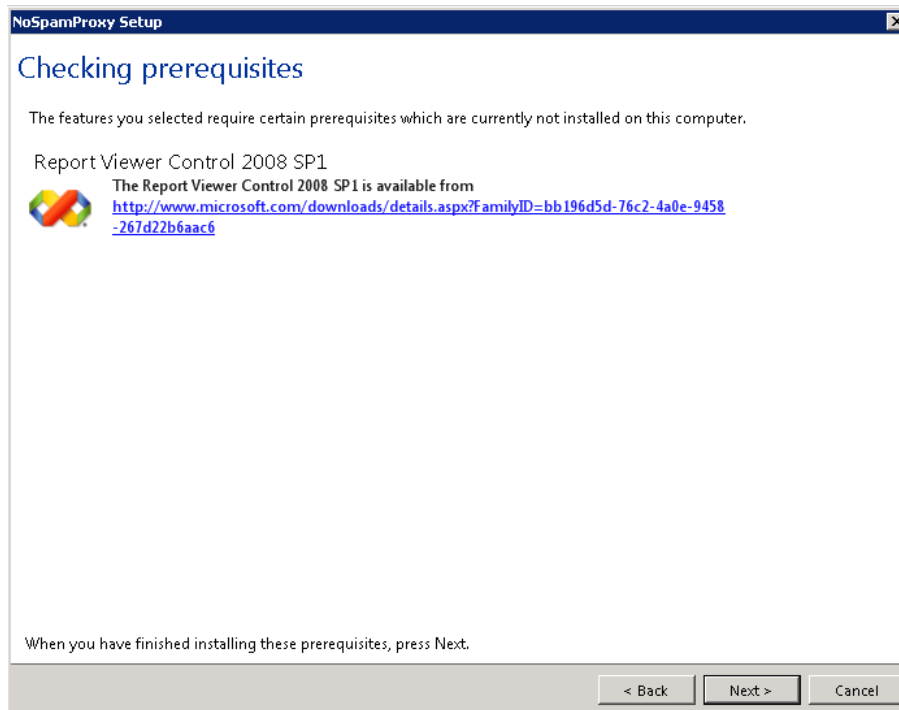 NoSpamProxy Setup
Checking prerequisites
The features you selected require certain prerequisites which are currently not installed on this computer.
Report Viewer Control 2008 SP1
The Report Viewer Control 2008 SP1 is available from
http://www.microsoft.com/downloads/details.aspx?FamilyID=bb196d5d-76c2-4a0e-9458
-267d22b6aac6
When you have finished installing these prerequisites, press Next.
< Back
Next >
Cancel